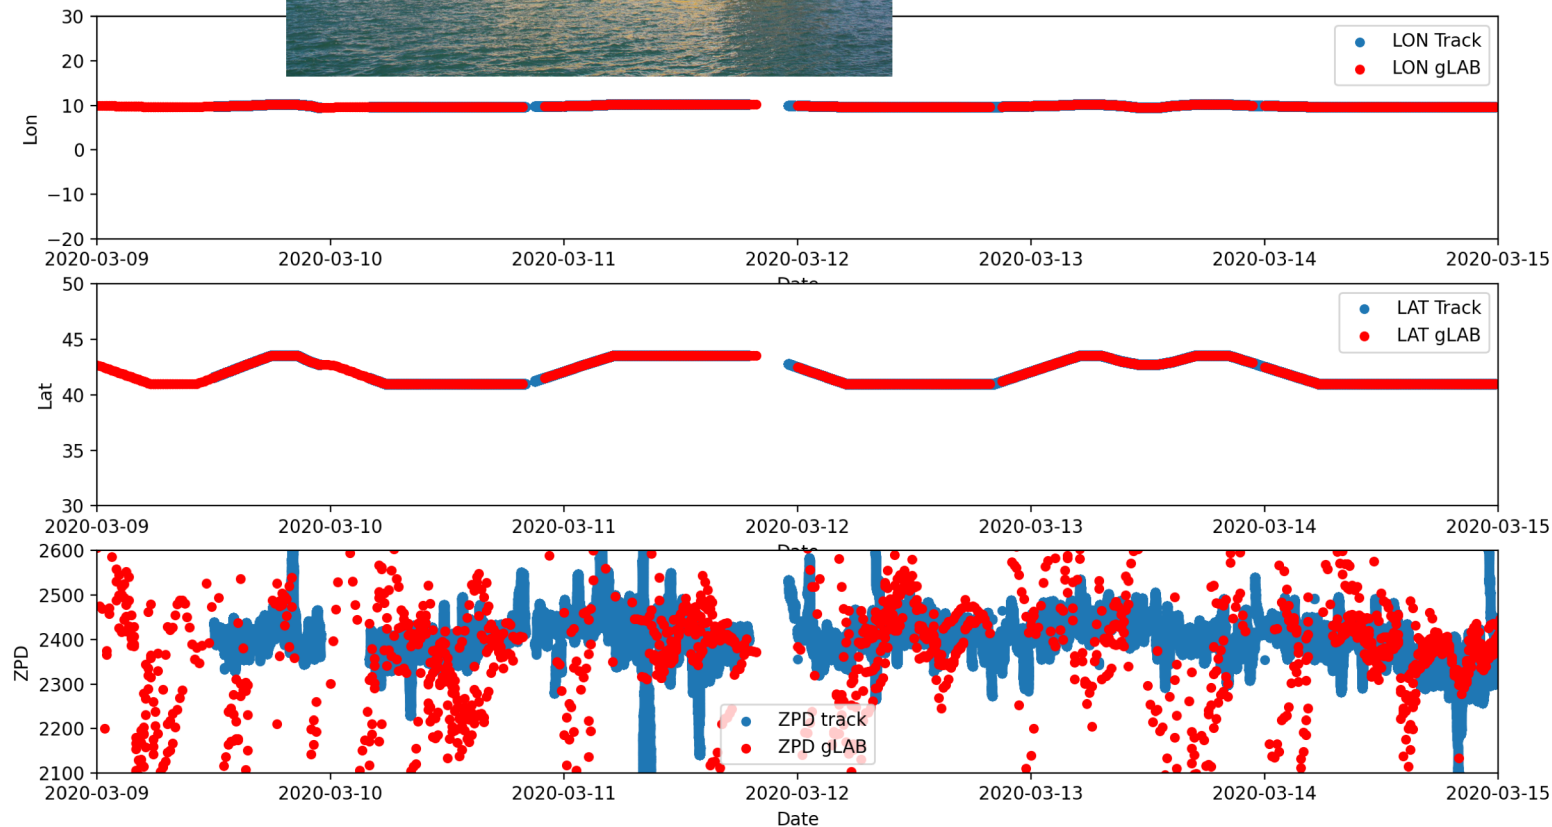 30
20
10
0
−10
−20
Lon
LON Track
LON gLAB
2020-03-09 2020-03-10 2020-03-11 2020-03-12 2020-03-13 2020-03-14 2020-03-15
Date
50
45
40
35
30
Lat
LAT Track
LAT gLAB
2020-03-09 2020-03-10 2020-03-11 2020-03-12 2020-03-13 2020-03-14 2020-03-15
Date
2600
2500
2400
2300
2200
2100
ZPD
ZPD track
ZPD gLAB
2020-03-09 2020-03-10 2020-03-11 2020-03-12 2020-03-13 2020-03-14 2020-03-15
Date